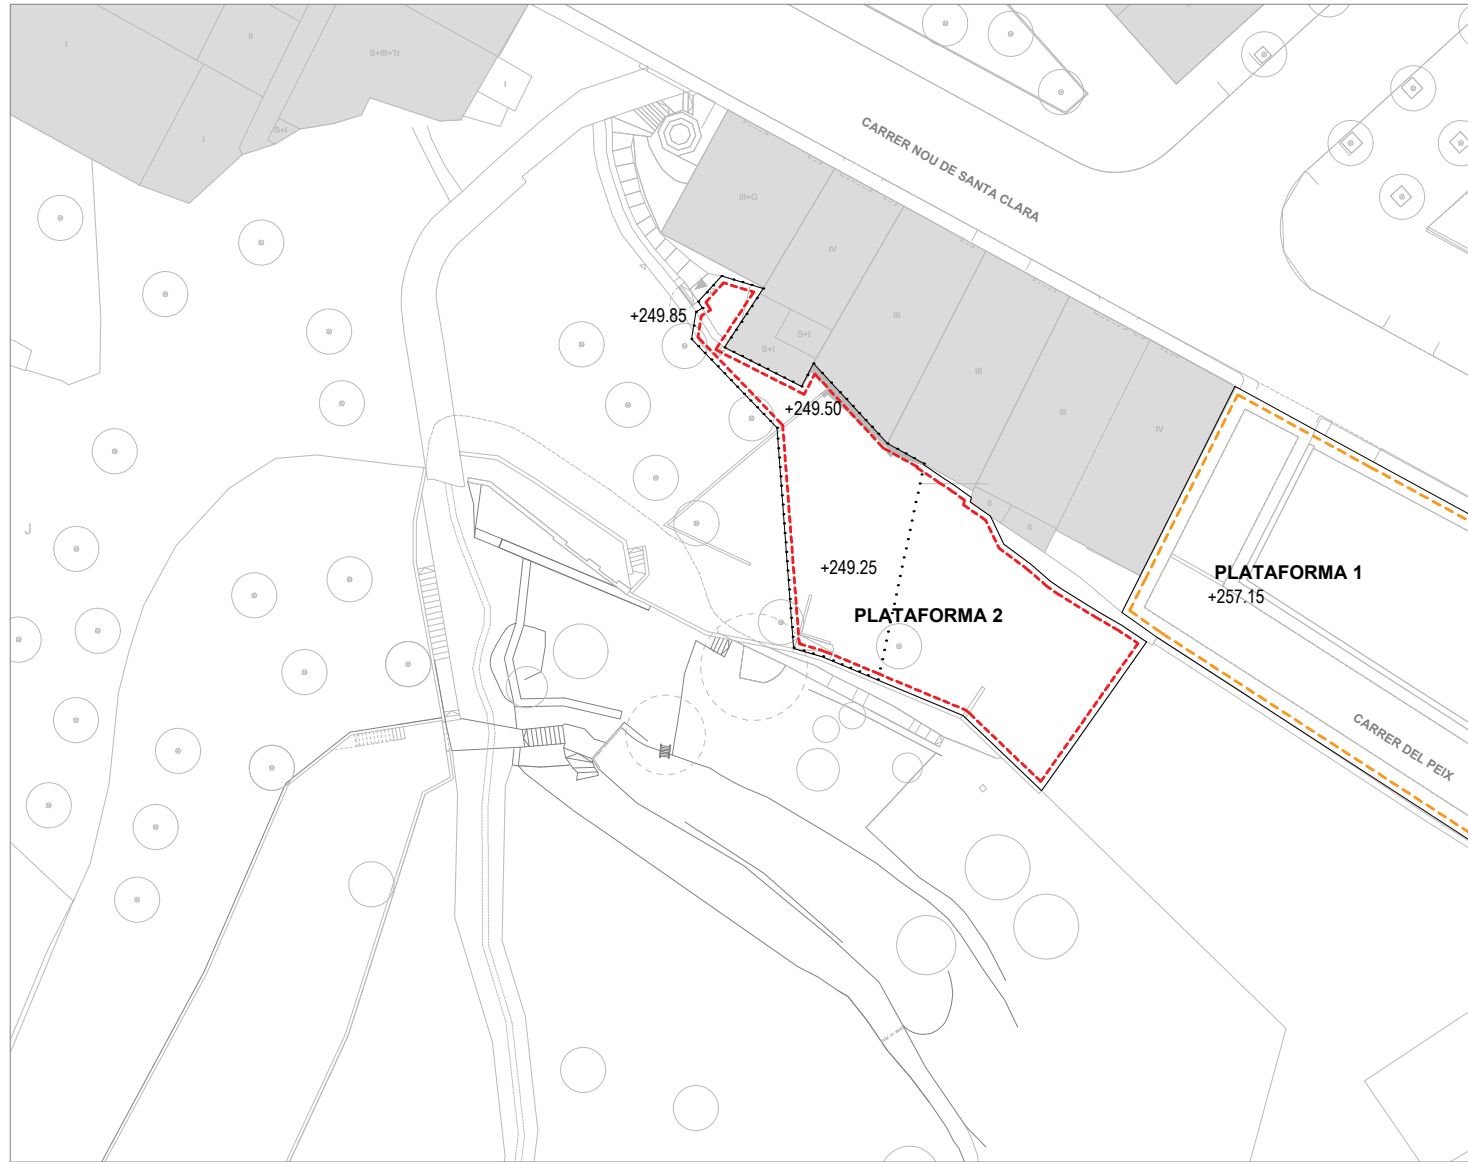 I
II
S+III+Tr
I
S+I
I
CARRER NOU DE SANTA CLARA
III+G
IV
+249.85
S+I
S+I
III
III
+249.50
III
IV
II
II
J
+249.25
PLATAFORMA 1
+257.15
PLATAFORMA 2
CARRER DEL PEIX